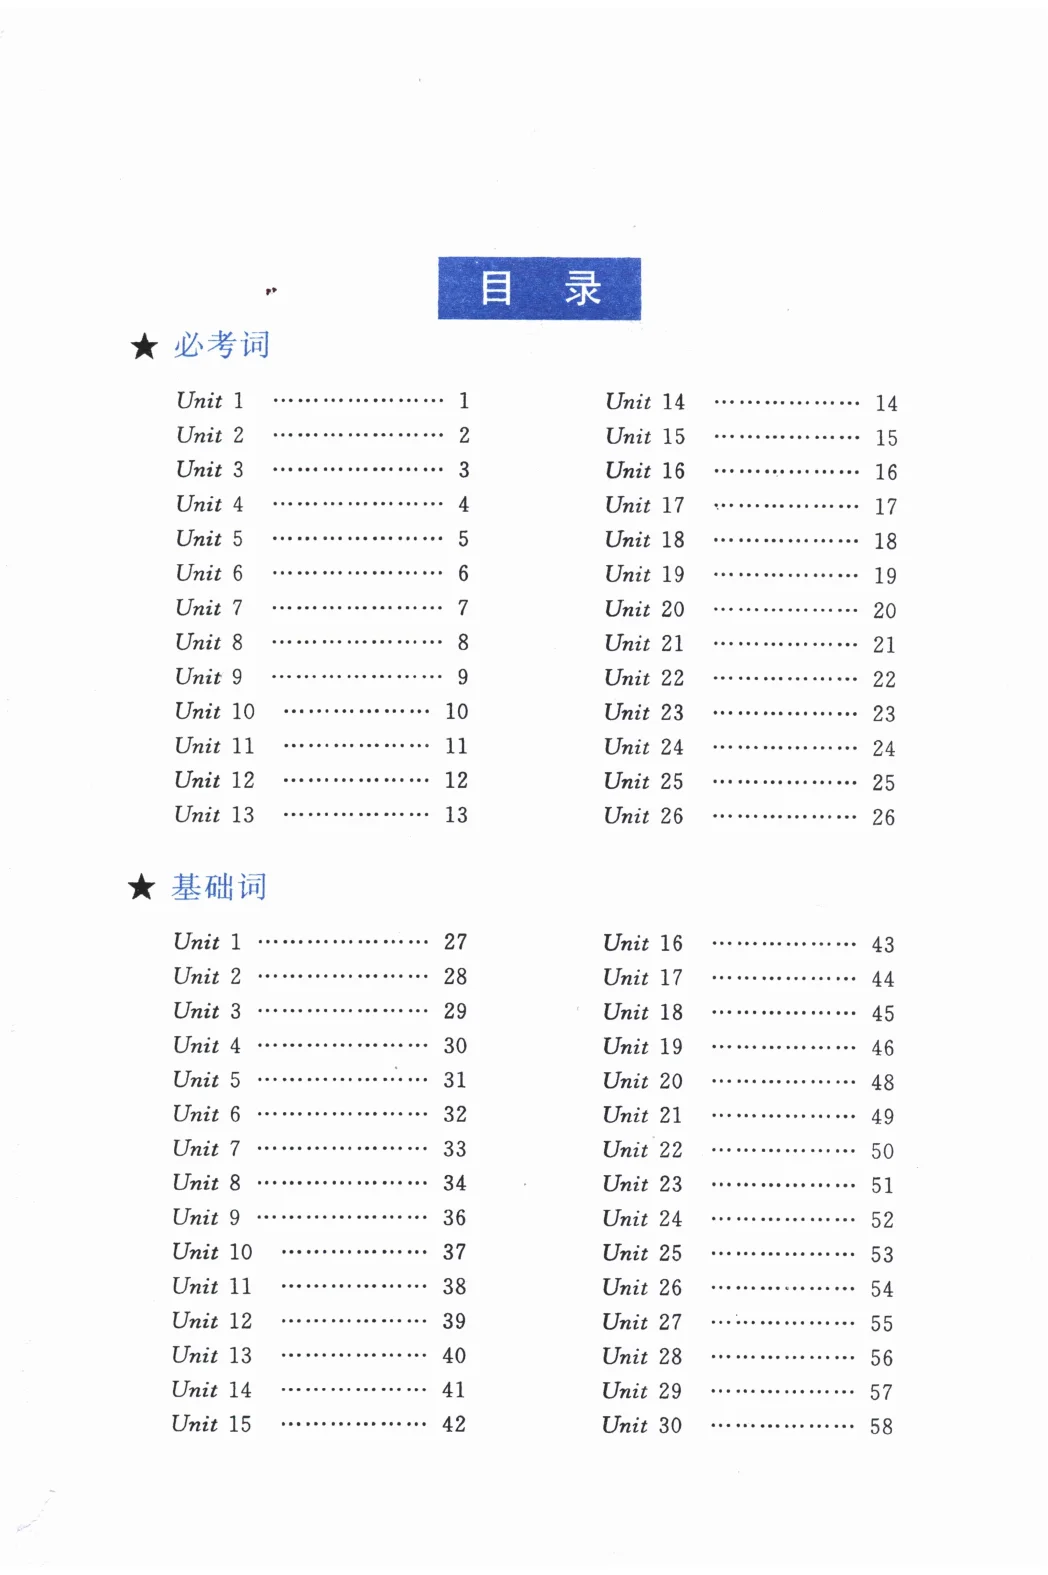 目 录
★ 必考词
Unit 1 ………………… 1
Unit 2 ………………… 2
Unit 3 ………………… 3
Unit 4 ………………… 4
Unit 5 ………………… 5
Unit 6 ………………… 6
Unit 7 ………………… 7
Unit 8 ………………… 8
Unit 9 ………………… 9
Unit 10 ……………… 10
Unit 11 ……………… 11
Unit 12 ……………… 12
Unit 13 ……………… 13
Unit 14 ……………… 14
Unit 15 ……………… 15
Unit 16 ……………… 16
Unit 17 ……………… 17
Unit 18 ……………… 18
Unit 19 ……………… 19
Unit 20 ……………… 20
Unit 21 ……………… 21
Unit 22 ……………… 22
Unit 23 ……………… 23
Unit 24 ……………… 24
Unit 25 ……………… 25
Unit 26 ……………… 26
★ 基础词
Unit 1 ………………… 27
Unit 2 ………………… 28
Unit 3 ………………… 29
Unit 4 ………………… 30
Unit 5 ………………… 31
Unit 6 ………………… 32
Unit 7 ………………… 33
Unit 8 ………………… 34
Unit 9 ………………… 36
Unit 10 ……………… 37
Unit 11 ……………… 38
Unit 12 ……………… 39
Unit 13 ……………… 40
Unit 14 ……………… 41
Unit 15 ……………… 42
Unit 16 ……………… 43
Unit 17 ……………… 44
Unit 18 ……………… 45
Unit 19 ……………… 46
Unit 20 ……………… 48
Unit 21 ……………… 49
Unit 22 ……………… 50
Unit 23 ……………… 51
Unit 24 ……………… 52
Unit 25 ……………… 53
Unit 26 ……………… 54
Unit 27 ……………… 55
Unit 28 ……………… 56
Unit 29 ……………… 57
Unit 30 ……………… 58